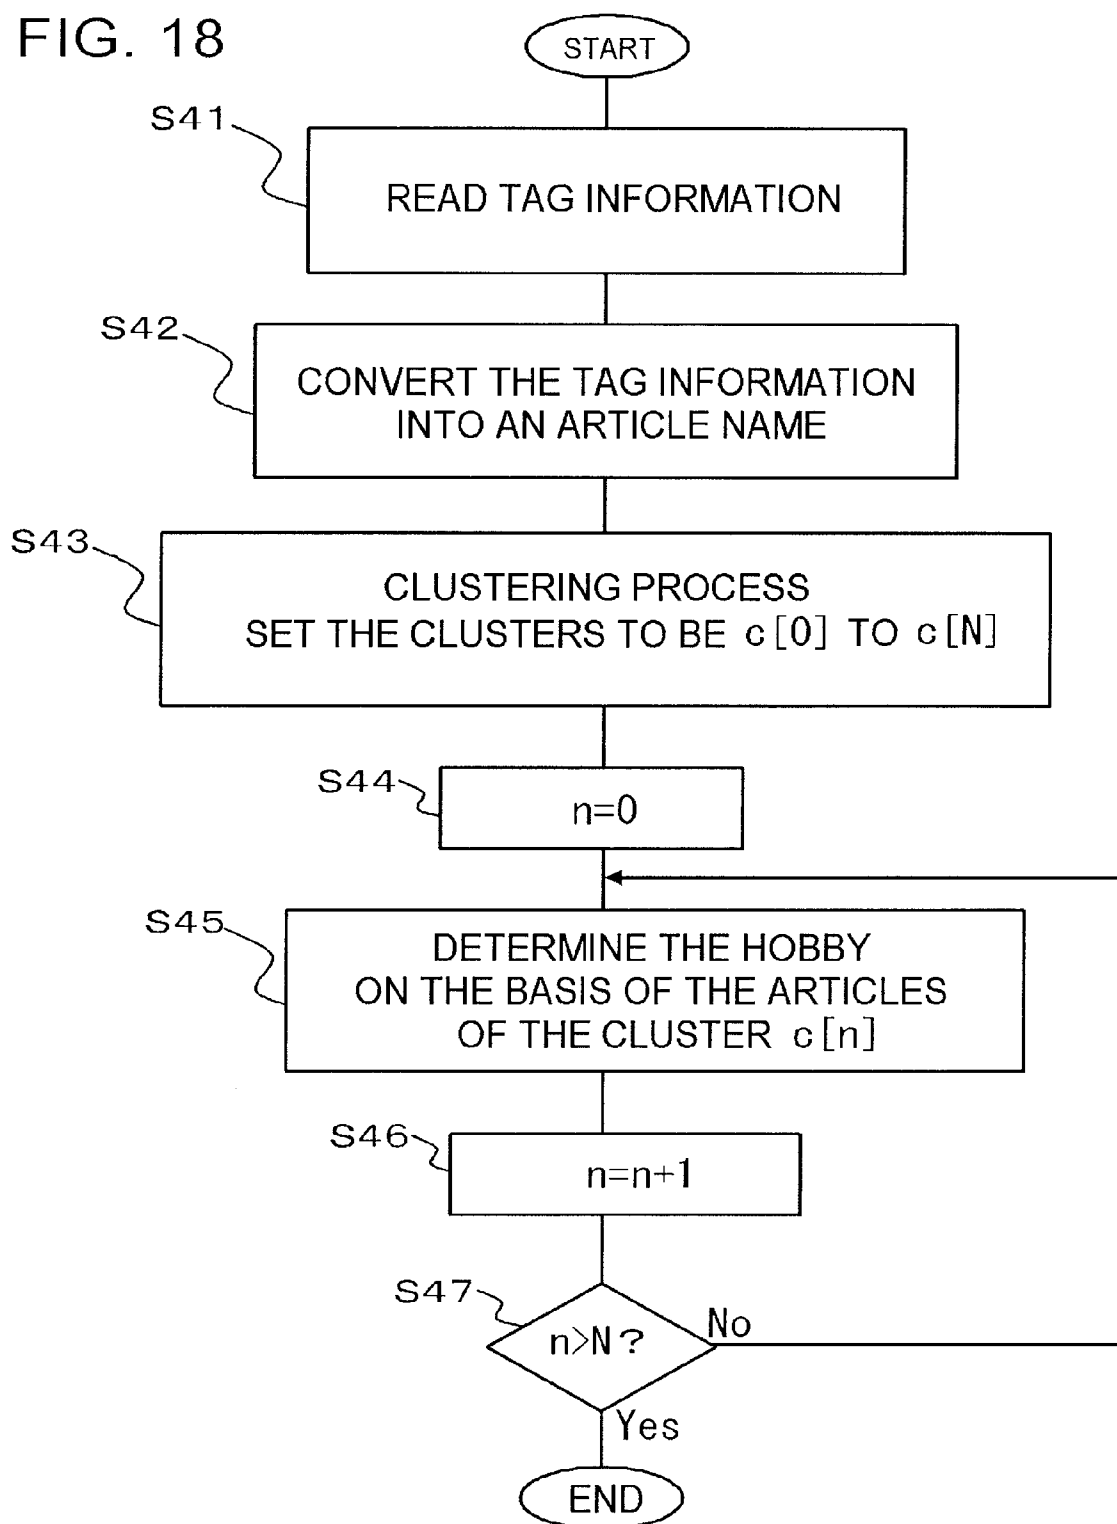 FIG. 18
START
S41
READ TAG INFORMATION
S42
CONVERT THE TAG INFORMATION
INTO AN ARTICLE NAME
S43
CLUSTERING PROCESS
SET THE CLUSTERS TO BE c[0] TO c[N]
S44
n=0
S45
DETERMINE THE HOBBY
ON THE BASIS OF THE ARTICLES
OF THE CLUSTER c[n]
S46
n=n+1
S47
n>N?
No
Yes
END